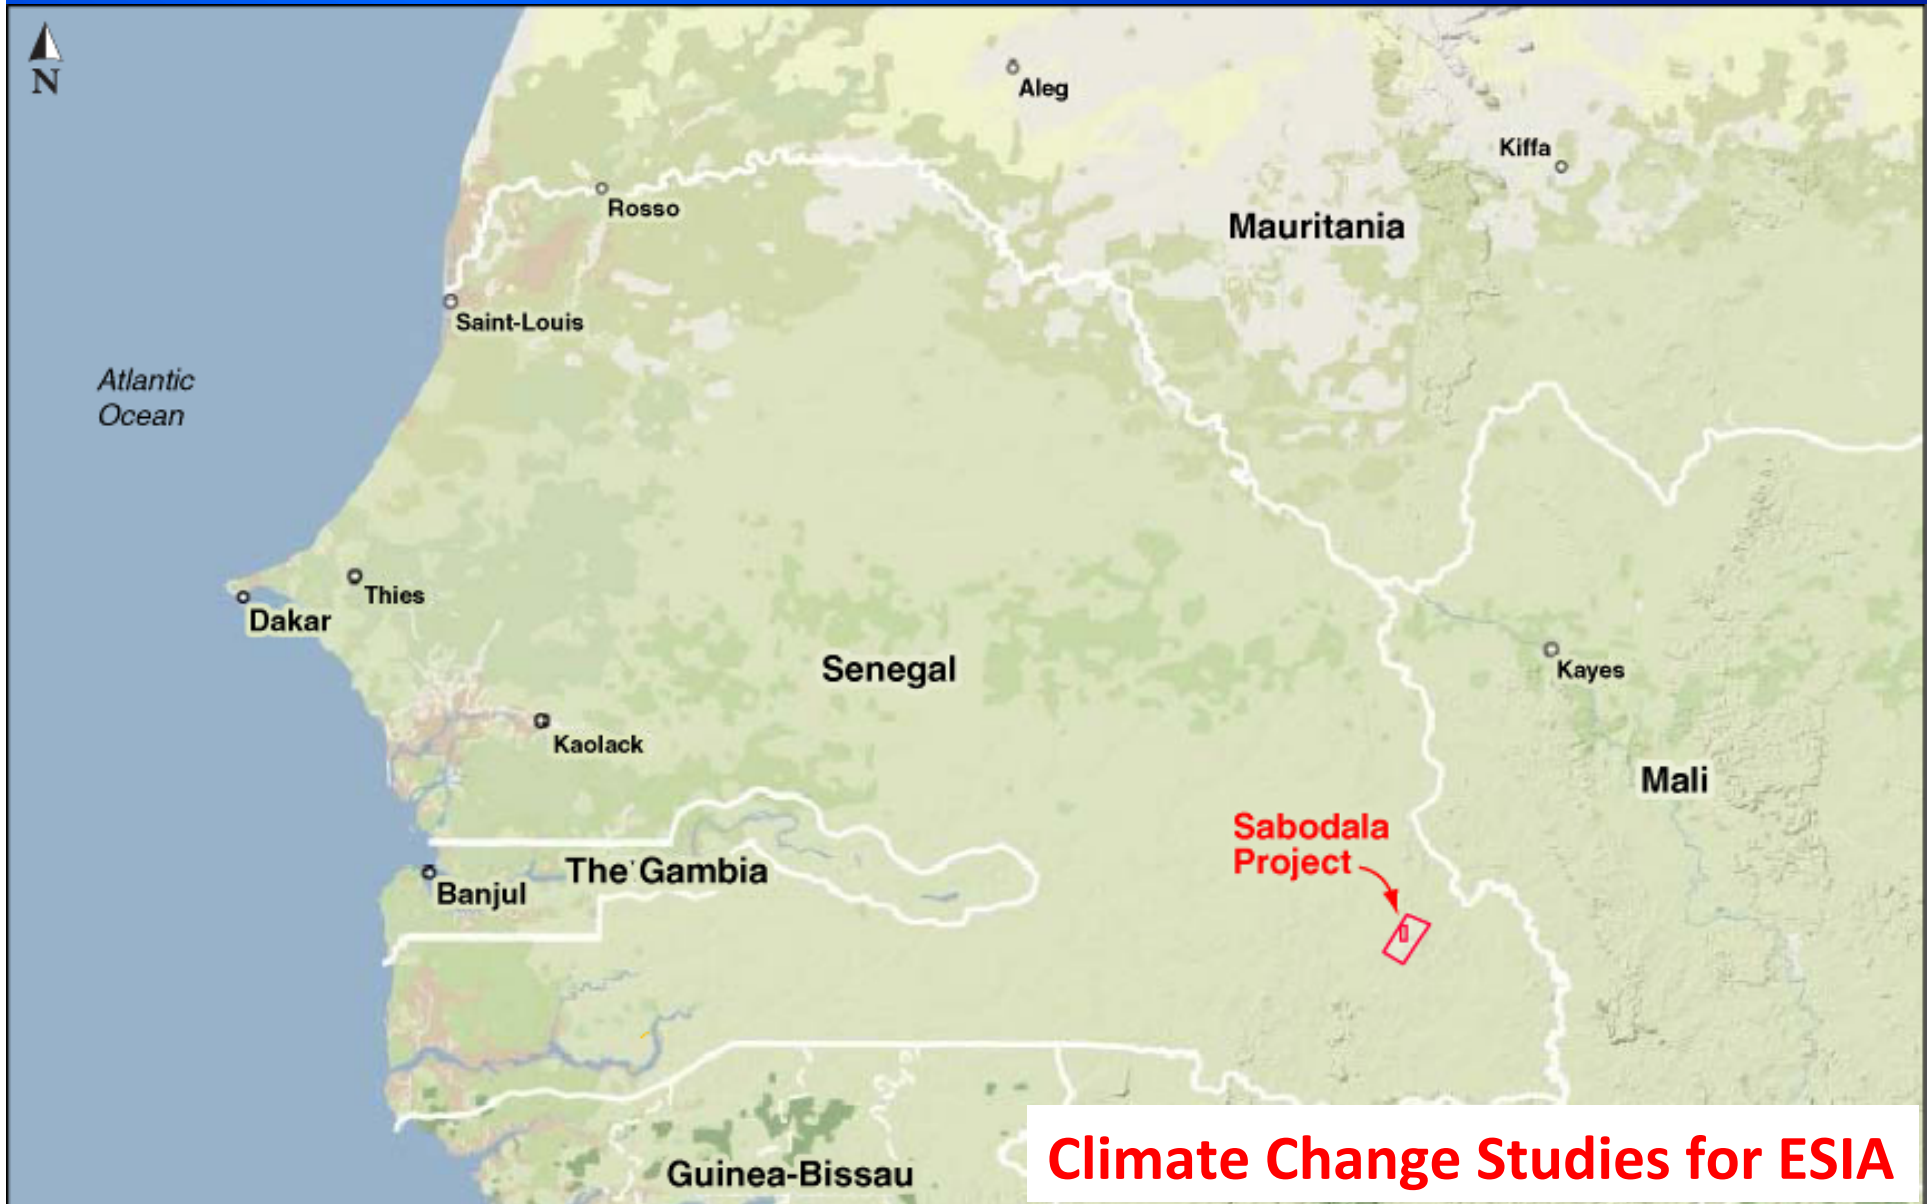 N
Aleg
Kiffa
Rosso
Mauritania
Saint-Louis
Atlantic
Ocean
Thies
Dakar
Senegal
Kayes
Kaolack
Mali
Sabodala
Project
The Gambia
Banjul
Guinea-Bissau
Climate Change Studies for ESIA